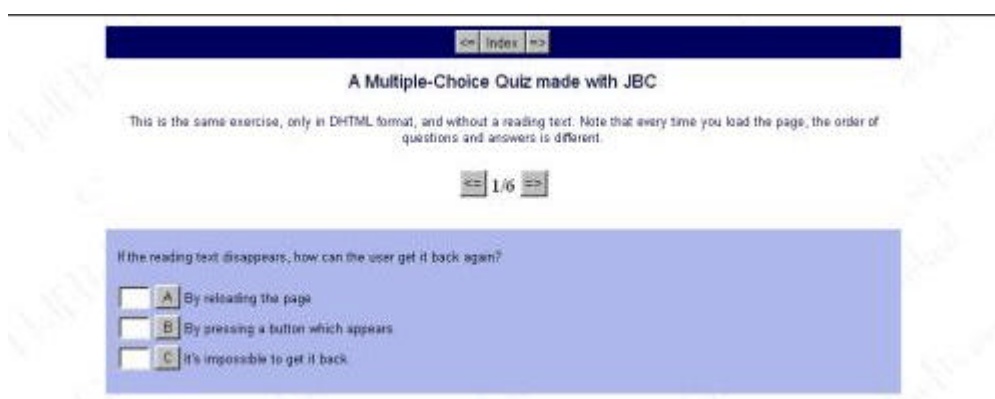 <= Index =>
A Multiple-Choice Quiz made with JBC
This is the same exercise, only in DHTML format, and without a reading text. Note that every time you load the page, the order of
questions and answers is different.
<= 1/6 =>
If the reading text disappears, how can the user get it back again?
A By reloading the page
B By pressing a button which appears
C It's impossible to get it back